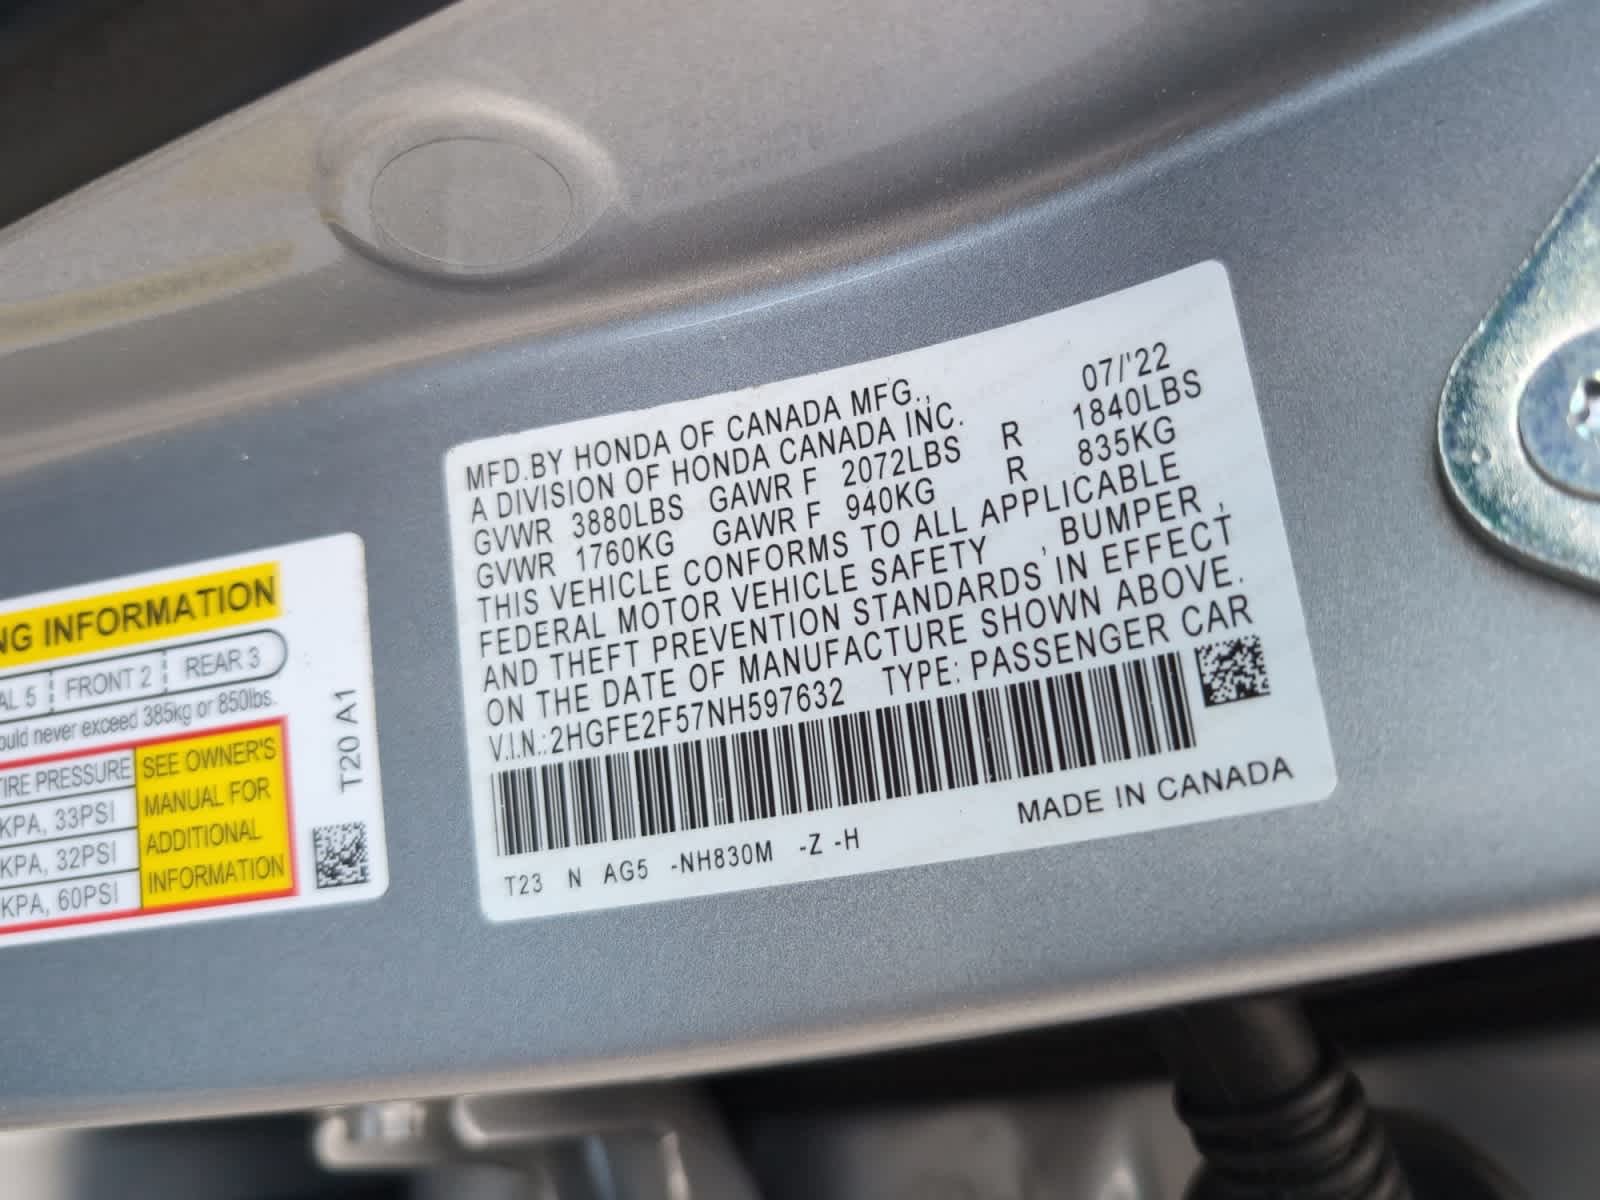 MFD.BY HONDA OF CANADA MFG., 07/'22
A DIVISION OF HONDA CANADA INC.
GVWR 3880LBS GAWR F 2072LBS R 1840LBS
GVWR 1760KG GAWR F 940KG R 835KG
THIS VEHICLE CONFORMS TO ALL APPLICABLE
FEDERAL MOTOR VEHICLE SAFETY , BUMPER ,
AND THEFT PREVENTION STANDARDS IN EFFECT
ON THE DATE OF MANUFACTURE SHOWN ABOVE.
V.I.N.:2HGFE2F57NH597632 TYPE: PASSENGER CAR
MADE IN CANADA
T23 N AG5 -NH830M -Z -H
NG INFORMATION
AL 5 FRONT 2 REAR 3
ould never exceed 385kg or 850lbs.
TIRE PRESSURE
KPA, 33PSI
KPA, 32PSI
KPA, 60PSI
SEE OWNER'S
MANUAL FOR
ADDITIONAL
INFORMATION
T20 A1